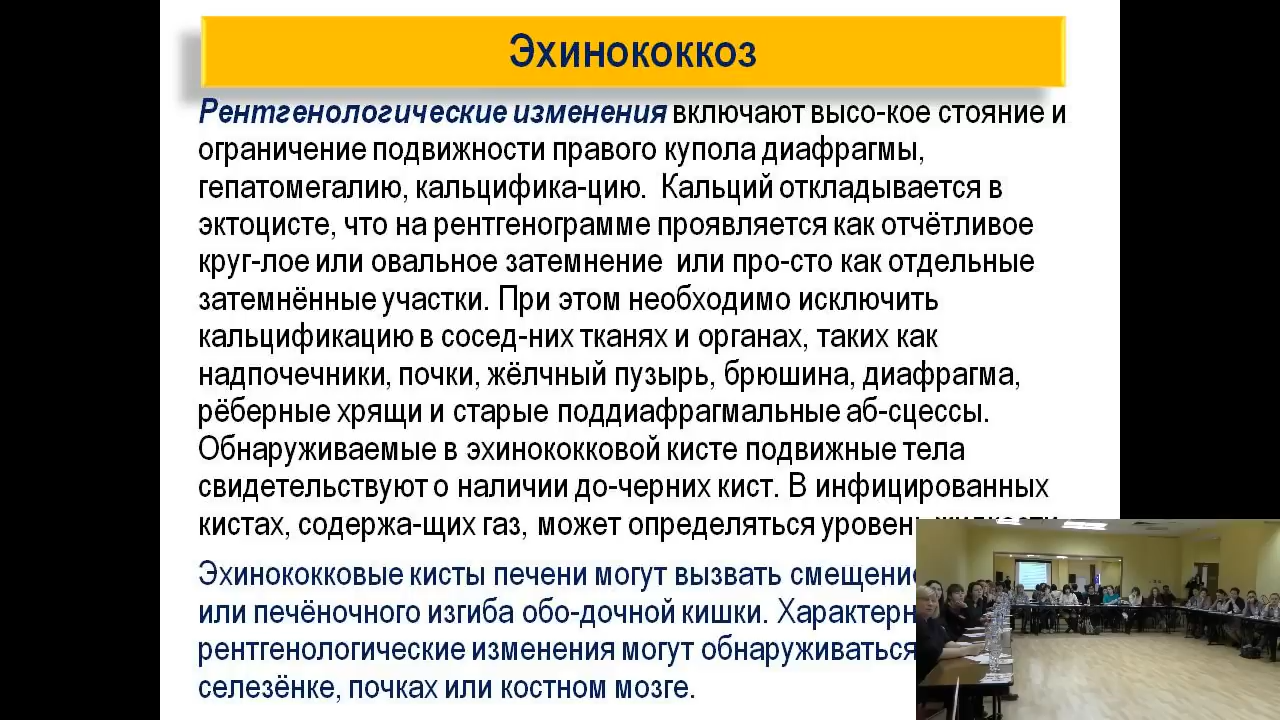 Эхинококкоз
Рентгенологические изменения включают высо-кое стояние и
ограничение подвижности правого купола диафрагмы,
гепатомегалию, кальцифика-цию. Кальций откладывается в
эктоцисте, что на рентгенограмме проявляется как отчётливое
круг-лое или овальное затемнение или про-сто как отдельные
затемнённые участки. При этом необходимо исключить
кальцификацию в сосед-них тканях и органах, таких как
надпочечники, почки, жёлчный пузырь, брюшина, диафрагма,
рёберные хрящи и старые поддиафрагмальные аб-сцессы.
Обнаруживаемые в эхинококковой кисте подвижные тела
свидетельствуют о наличии до-черних кист. В инфицированных
кистах, содержа-щих газ, может определяться
Эхинококковые кисты печени могут вызвать
или печёночного изгиба обо-дочной кишки.
рентгенологические изменения могут обнаруживаться
селезёнке, почках или костном мозге.